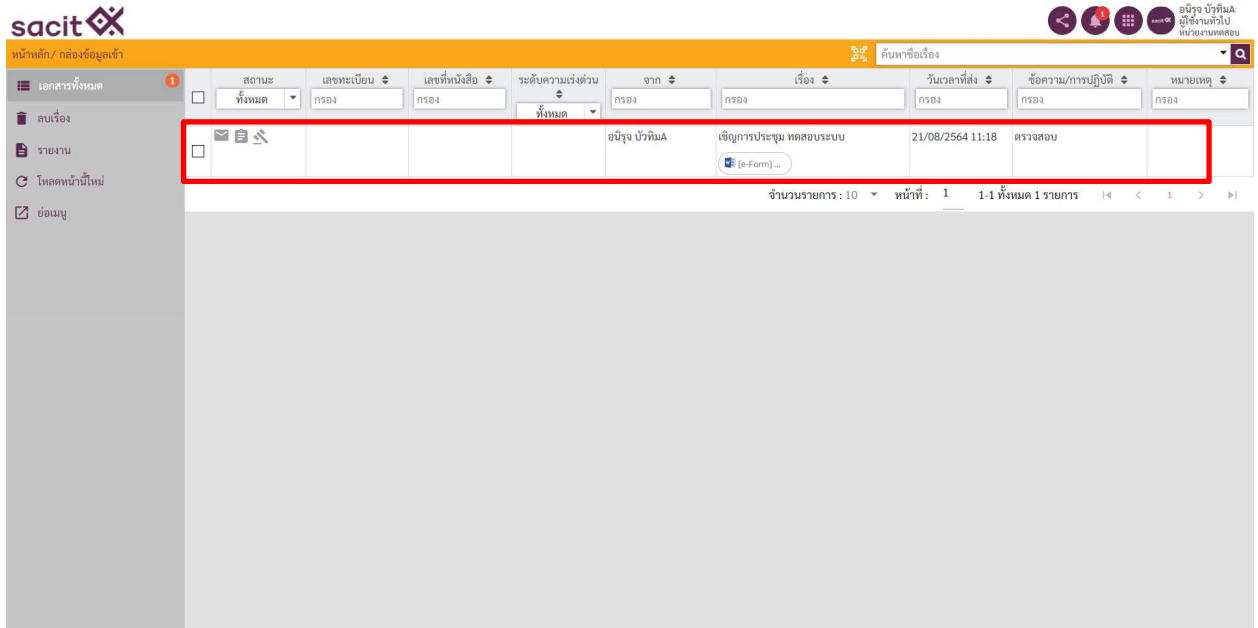 sacit
1
อนิรุจ บัวทิมA
ผู้ใช้งานทั่วไป
หน่วยงานทดสอบ
หน้าหลัก/ กล่องข้อมูลเข้า
ค้นหาชื่อเรื่อง
เอกสารทั้งหมด 1
ลบเรื่อง
รายงาน
โหลดหน้านี้ใหม่
ย่อเมนู
สถานะ เลขทะเบียน เลขที่หนังสือ ระดับความเร่งด่วน จาก เรื่อง วันเวลาที่ส่ง ข้อความ/การปฏิบัติ หมายเหตุ
ทั้งหมด กรอง กรอง ทั้งหมด กรอง กรอง กรอง กรอง กรอง
อนิรุจ บัวทิมA เชิญการประชุม ทดสอบระบบ 21/08/2564 11:18 ตรวจสอบ
[e-Form] ...
จำนวนรายการ : 10 หน้าที่ : 1 1-1 ทั้งหมด 1 รายการ |< < 1 > >|